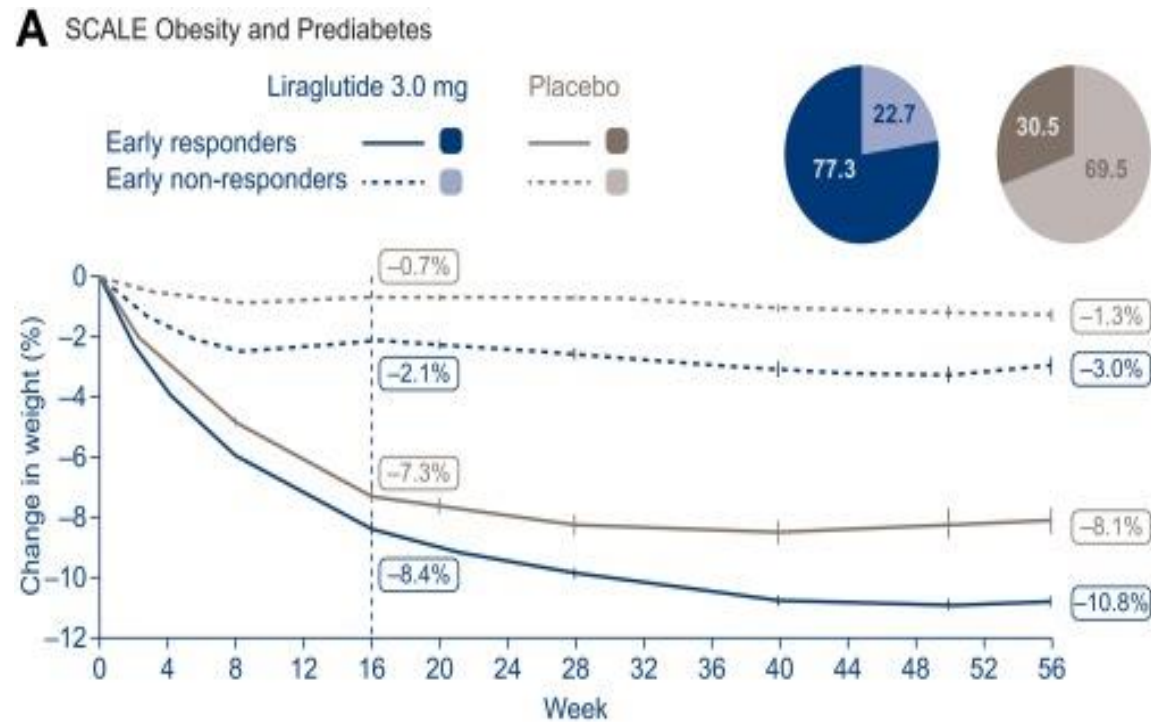 A SCALE Obesity and Prediabetes
Liraglutide 3.0 mg Placebo
Early responders
Early non-responders
22.7
77.3
30.5
69.5
Change in weight (%)
0
–2
–4
–6
–8
–10
–12
–0.7%
–2.1%
–7.3%
–8.4%
–1.3%
–3.0%
–8.1%
–10.8%
0 4 8 12 16 20 24 28 32 36 40 44 48 52 56
Week